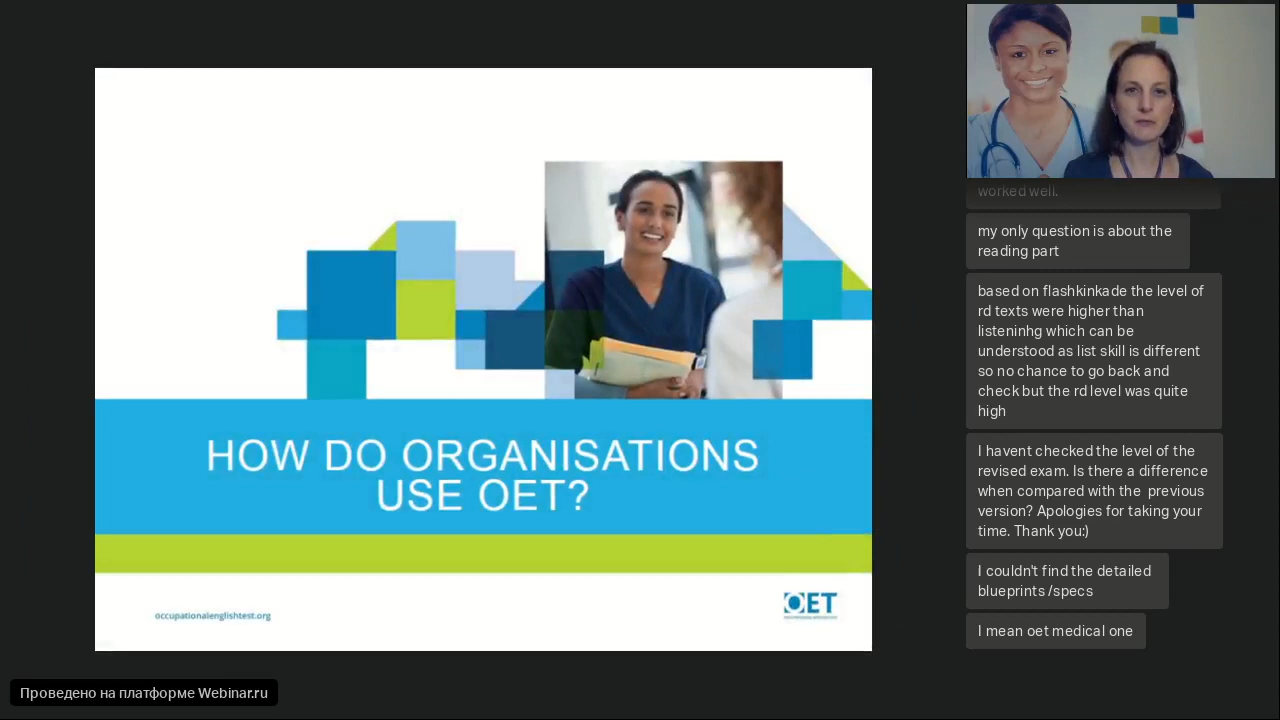 HOW DO ORGANISATIONS
USE OET?
occupationalenglishtest.org
OET
worked well.
my only question is about the
reading part
based on flashkinkade the level of
rd texts were higher than
listeninhg which can be
understood as list skill is different
so no chance to go back and
check but the rd level was quite
high
I havent checked the level of the
revised exam. Is there a difference
when compared with the  previous
version? Apologies for taking your
time. Thank you:)
I couldn't find the detailed
blueprints /specs
I mean oet medical one
Проведено на платформе Webinar.ru